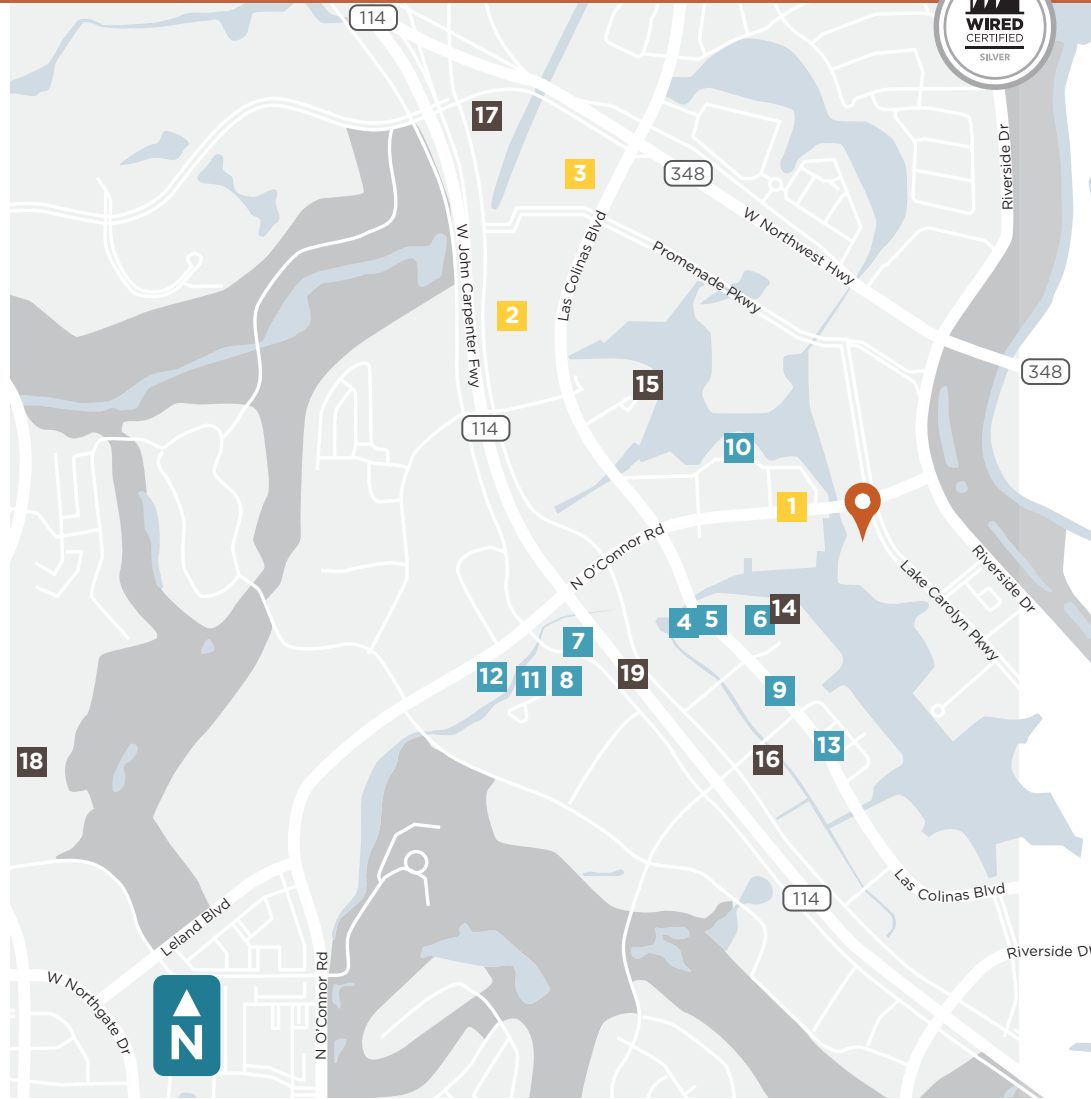 114
WIRED
CERTIFIED
SILVER
17
Riverside Dr
3
348
W Northwest Hwy
Las Colinas Blvd
W John Carpenter Fwy
Promenade Pkwy
2
348
15
114
10
1
N O'Connor Rd
Riverside Dr
Lake Carolyn Pkwy
14
4
5
6
7
19
12
11
8
9
13
16
18
Las Colinas Blvd
114
Leland Blvd
Riverside Dr
W Northgate Dr
N O'Connor Rd
N